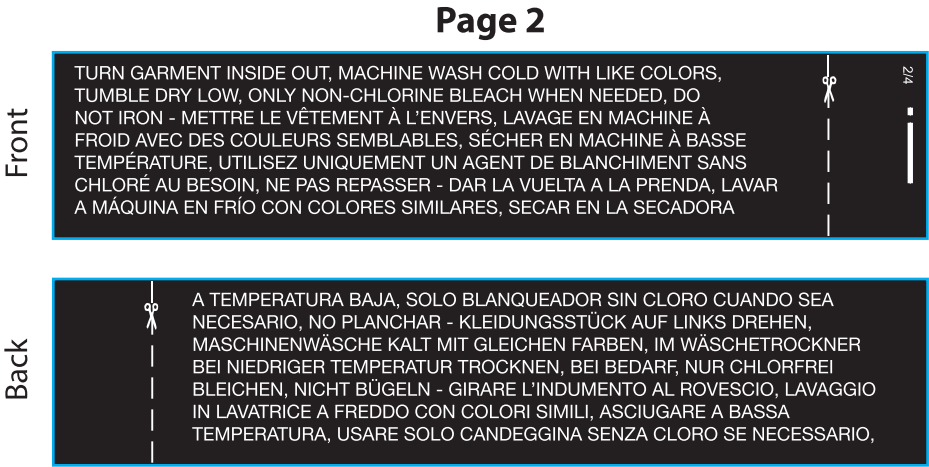 Page 2
Front
TURN GARMENT INSIDE OUT, MACHINE WASH COLD WITH LIKE COLORS,
TUMBLE DRY LOW, ONLY NON-CHLORINE BLEACH WHEN NEEDED, DO
NOT IRON - METTRE LE VÊTEMENT À L'ENVERS, LAVAGE EN MACHINE À
FROID AVEC DES COULEURS SEMBLABLES, SÉCHER EN MACHINE À BASSE
TEMPÉRATURE, UTILISEZ UNIQUEMENT UN AGENT DE BLANCHIMENT SANS
CHLORÉ AU BESOIN, NE PAS REPASSER - DAR LA VUELTA A LA PRENDA, LAVAR
A MÁQUINA EN FRÍO CON COLORES SIMILARES, SECAR EN LA SECADORA
2/4
Back
A TEMPERATURA BAJA, SOLO BLANQUEADOR SIN CLORO CUANDO SEA
NECESARIO, NO PLANCHAR - KLEIDUNGSSTÜCK AUF LINKS DREHEN,
MASCHINENWÄSCHE KALT MIT GLEICHEN FARBEN, IM WÄSCHETROCKNER
BEI NIEDRIGER TEMPERATUR TROCKNEN, BEI BEDARF, NUR CHLORFREI
BLEICHEN, NICHT BÜGELN - GIRARE L'INDUMENTO AL ROVESCIO, LAVAGGIO
IN LAVATRICE A FREDDO CON COLORI SIMILI, ASCIUGARE A BASSA
TEMPERATURA, USARE SOLO CANDEGGINA SENZA CLORO SE NECESSARIO,